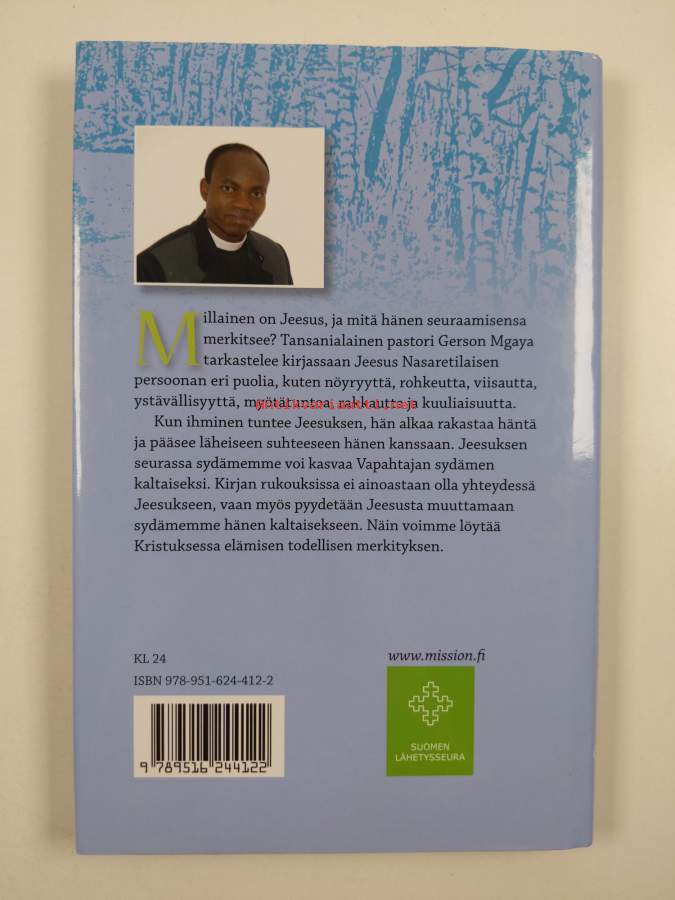 Millainen on Jeesus, ja mitä hänen seuraamisensa
merkitsee? Tansanialainen pastori Gerson Mgaya
tarkastelee kirjassaan Jeesus Nasaretilaisen
persoonan eri puolia, kuten nöyryyttä, rohkeutta, viisautta,
ystävällisyyttä, myötätuntoa, rakkautta ja kuuliaisuutta.
Antikvariaatti.net
Kun ihminen tuntee Jeesuksen, hän alkaa rakastaa häntä
ja pääsee läheiseen suhteeseen hänen kanssaan. Jeesuksen
seurassa sydämemme voi kasvaa Vapahtajan sydämen
kaltaiseksi. Kirjan rukouksissa ei ainoastaan olla yhteydessä
Jeesukseen, vaan myös pyydetään Jeesusta muuttamaan
sydämemme hänen kaltaisekseen. Näin voimme löytää
Kristuksessa elämisen todellisen merkityksen.
KL 24
ISBN 978-951-624-412-2
9 789516 244122
www.mission.fi
SUOMEN
LÄHETYSSEURA